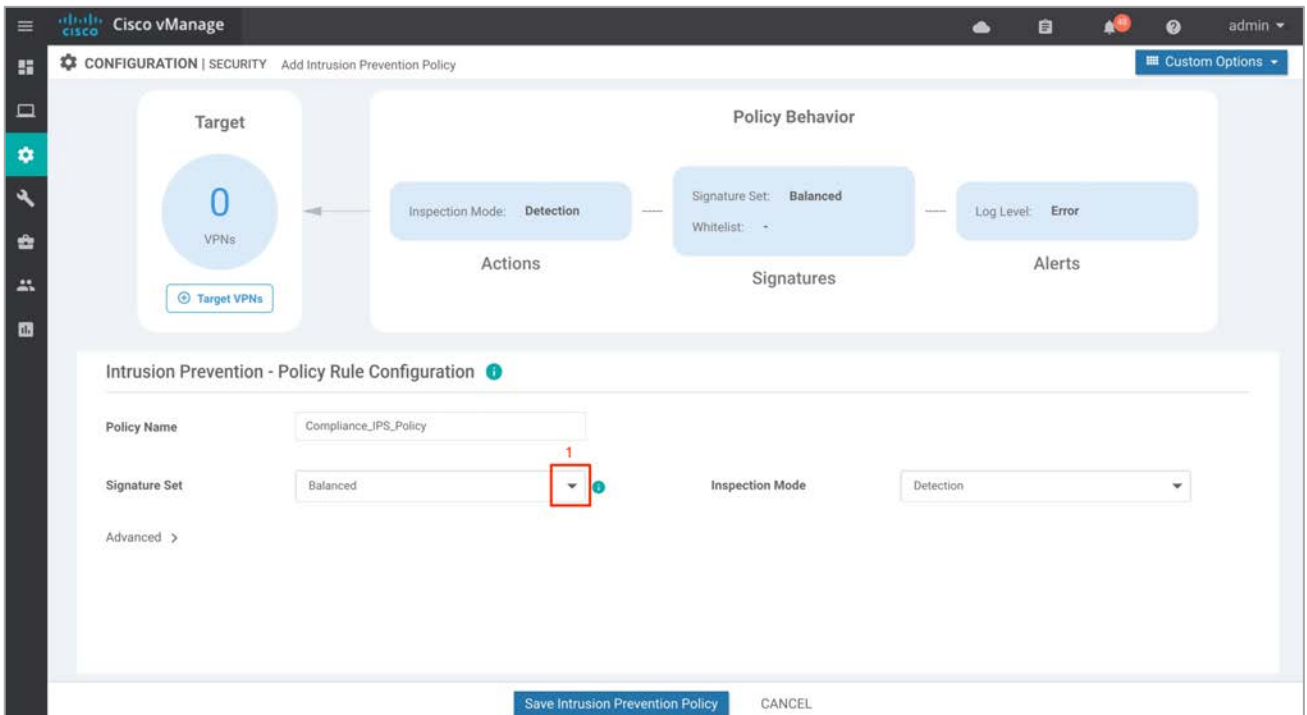 cisco Cisco vManage admin
CONFIGURATION | SECURITY Add Intrusion Prevention Policy Custom Options
Target
0
VPNs
Target VPNs
Policy Behavior
Inspection Mode: Detection
Actions
Signature Set: Balanced
Whitelist: -
Signatures
Log Level: Error
Alerts
Intrusion Prevention - Policy Rule Configuration
Policy Name Compliance_IPS_Policy
1
Signature Set Balanced Inspection Mode Detection
Advanced >
Save Intrusion Prevention Policy CANCEL